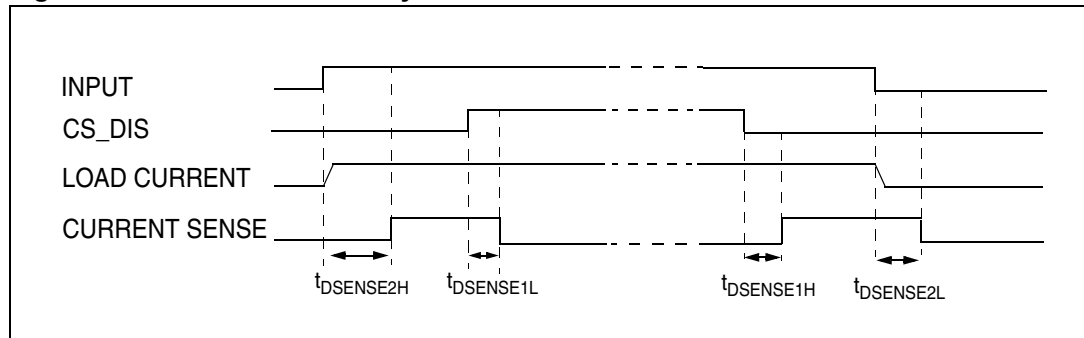 INPUT
CS_DIS
LOAD CURRENT
CURRENT SENSE
tDSENSE2H
tDSENSE1L
tDSENSE1H
tDSENSE2L